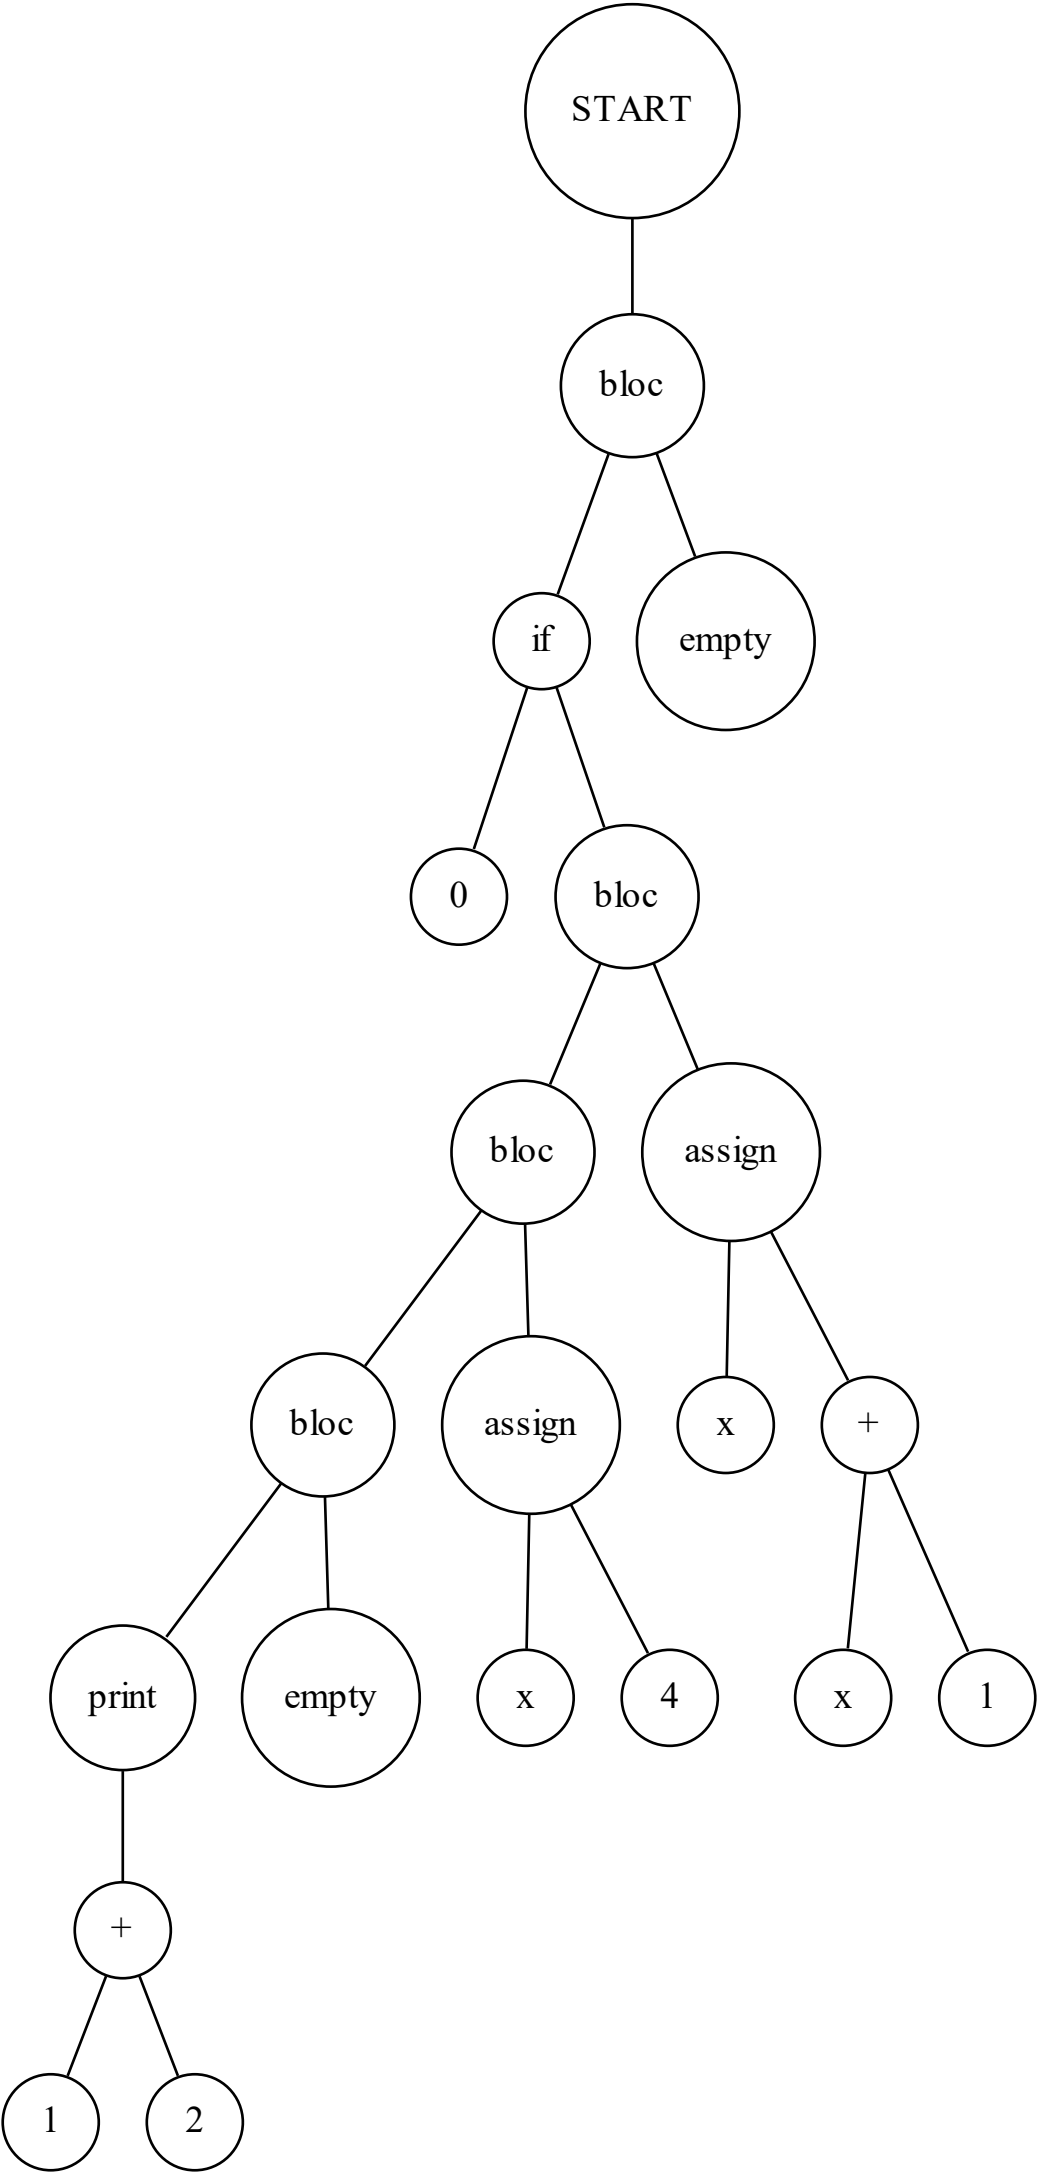 START
bloc
if
empty
0
bloc
bloc
assign
bloc
assign
x
+
print
empty
x
4
x
1
+
1
2